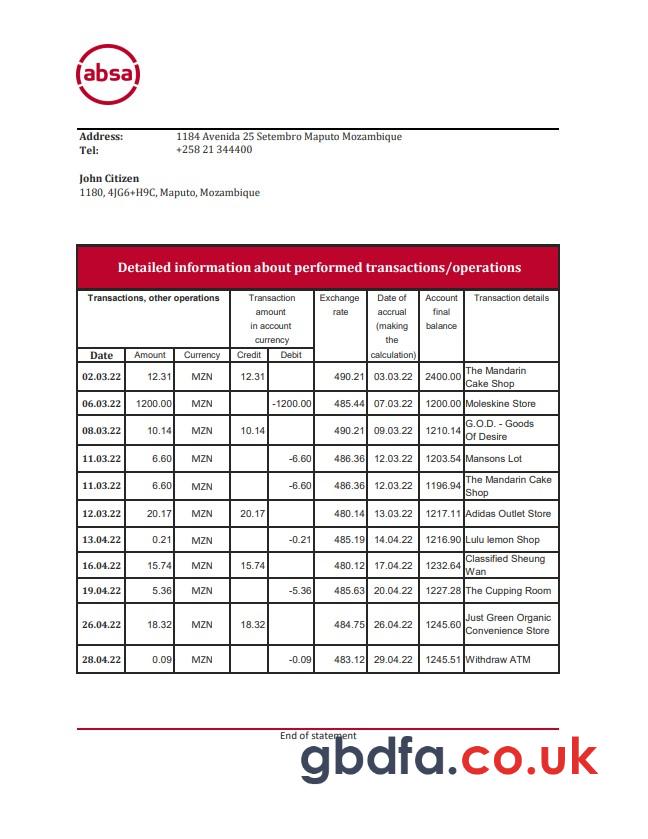 absa
Address: 1184 Avenida 25 Setembro Maputo Mozambique
Tel: +258 21 344400
John Citizen
1180, 4JG6+H9C, Maputo, Mozambique
Detailed information about performed transactions/operations
Transactions, other operations
Transaction
amount
in account
currency
Exchange
rate
Date of
accrual
(making
the
calculation)
Account
final
balance
Transaction details
Date Amount Currency Credit Debit
02.03.22 12.31 MZN 12.31 490.21 03.03.22 2400.00 The Mandarin
Cake Shop
06.03.22 1200.00 MZN -1200.00 485.44 07.03.22 1200.00 Moleskine Store
08.03.22 10.14 MZN 10.14 490.21 09.03.22 1210.14 G.O.D. - Goods
Of Desire
11.03.22 6.60 MZN -6.60 486.36 12.03.22 1203.54 Mansons Lot
11.03.22 6.60 MZN -6.60 486.36 12.03.22 1196.94 The Mandarin Cake
Shop
12.03.22 20.17 MZN 20.17 480.14 13.03.22 1217.11 Adidas Outlet Store
13.04.22 0.21 MZN -0.21 485.19 14.04.22 1216.90 Lulu lemon Shop
16.04.22 15.74 MZN 15.74 480.12 17.04.22 1232.64 Classified Sheung
Wan
19.04.22 5.36 MZN -5.36 485.63 20.04.22 1227.28 The Cupping Room
26.04.22 18.32 MZN 18.32 484.75 26.04.22 1245.60 Just Green Organic
Convenience Store
28.04.22 0.09 MZN -0.09 483.12 29.04.22 1245.51 Withdraw ATM
End of statement
gbdfa.co.uk